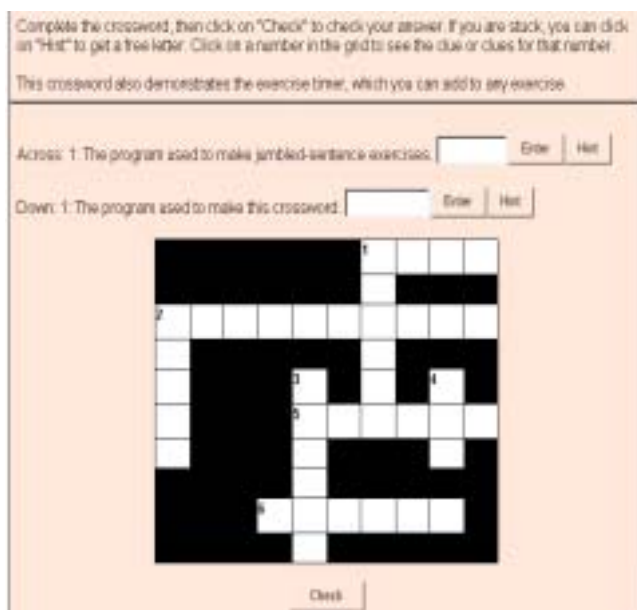 Complete the crossword, then click on "Check" to check your answer. If you are stuck, you can click
on "Hint" to get a free letter. Click on a number in the grid to see the clue or clues for that number.
This crossword also demonstrates the exercise timer, which you can add to any exercise.
Across: 1: The program used to make jumbled-sentence exercises. Enter Hint
Down: 1: The program used to make this crossword. Enter Hint
1
2
3 4
5
6
Check